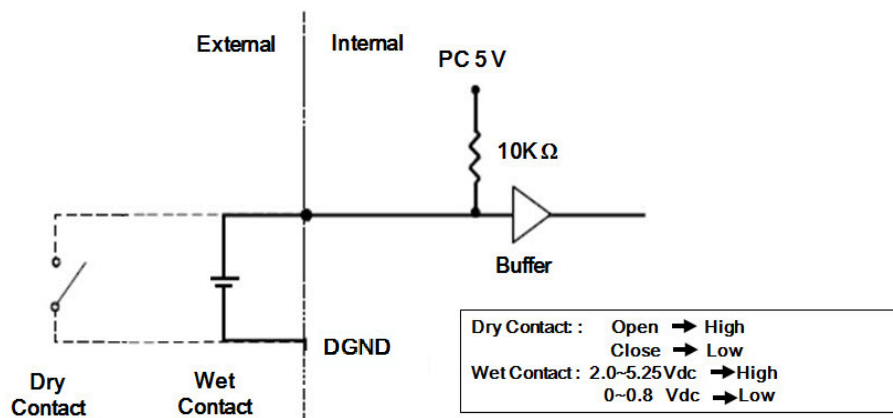 External
Internal
PC 5 V
10K Ω
Buffer
DGND
Dry
Contact
Wet
Contact
Dry Contact: : Open → High
Close → Low
Wet Contact : 2.0~5.25Vdc → High
0~0.8 Vdc → Low